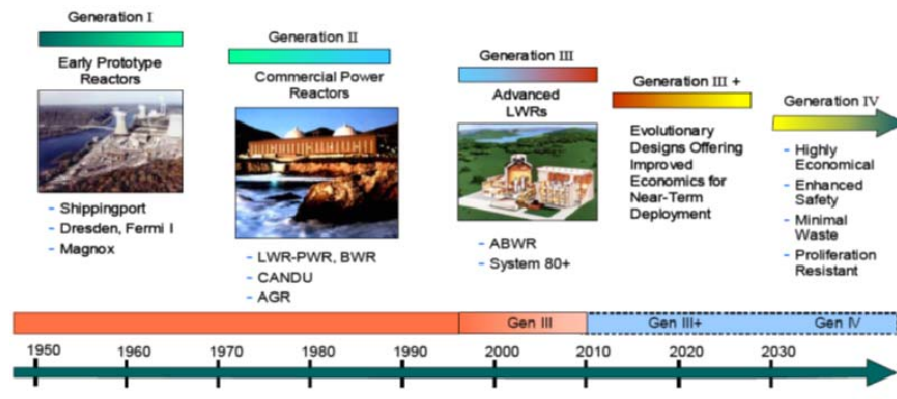 Generation I
Early Prototype
Reactors
- Shippingport
- Dresden, Fermi I
- Magnox
Generation II
Commercial Power
Reactors
- LWR-PWR, BWR
- CANDU
- AGR
Generation III
Advanced
LWRs
- ABWR
- System 80+
Generation III +
Evolutionary
Designs Offering
Improved
Economics for
Near-Term
Deployment
Generation IV
- Highly
Economical
- Enhanced
Safety
- Minimal
Waste
- Proliferation
Resistant
Gen III Gen III+ Gen IV
1950 1960 1970 1980 1990 2000 2010 2020 2030